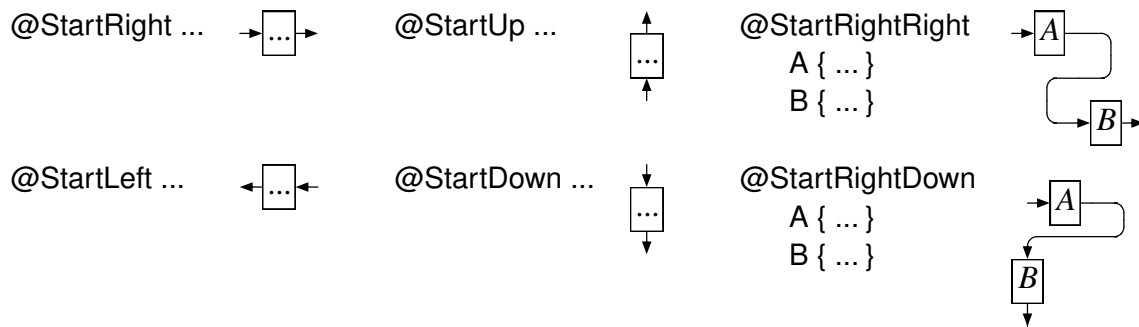 @StartRight ... ... @StartUp ... ... @StartRightRight A
A { ... }
B { ... } B
@StartLeft ... ... @StartDown ... ... @StartRightDown A
A { ... }
B { ... } B